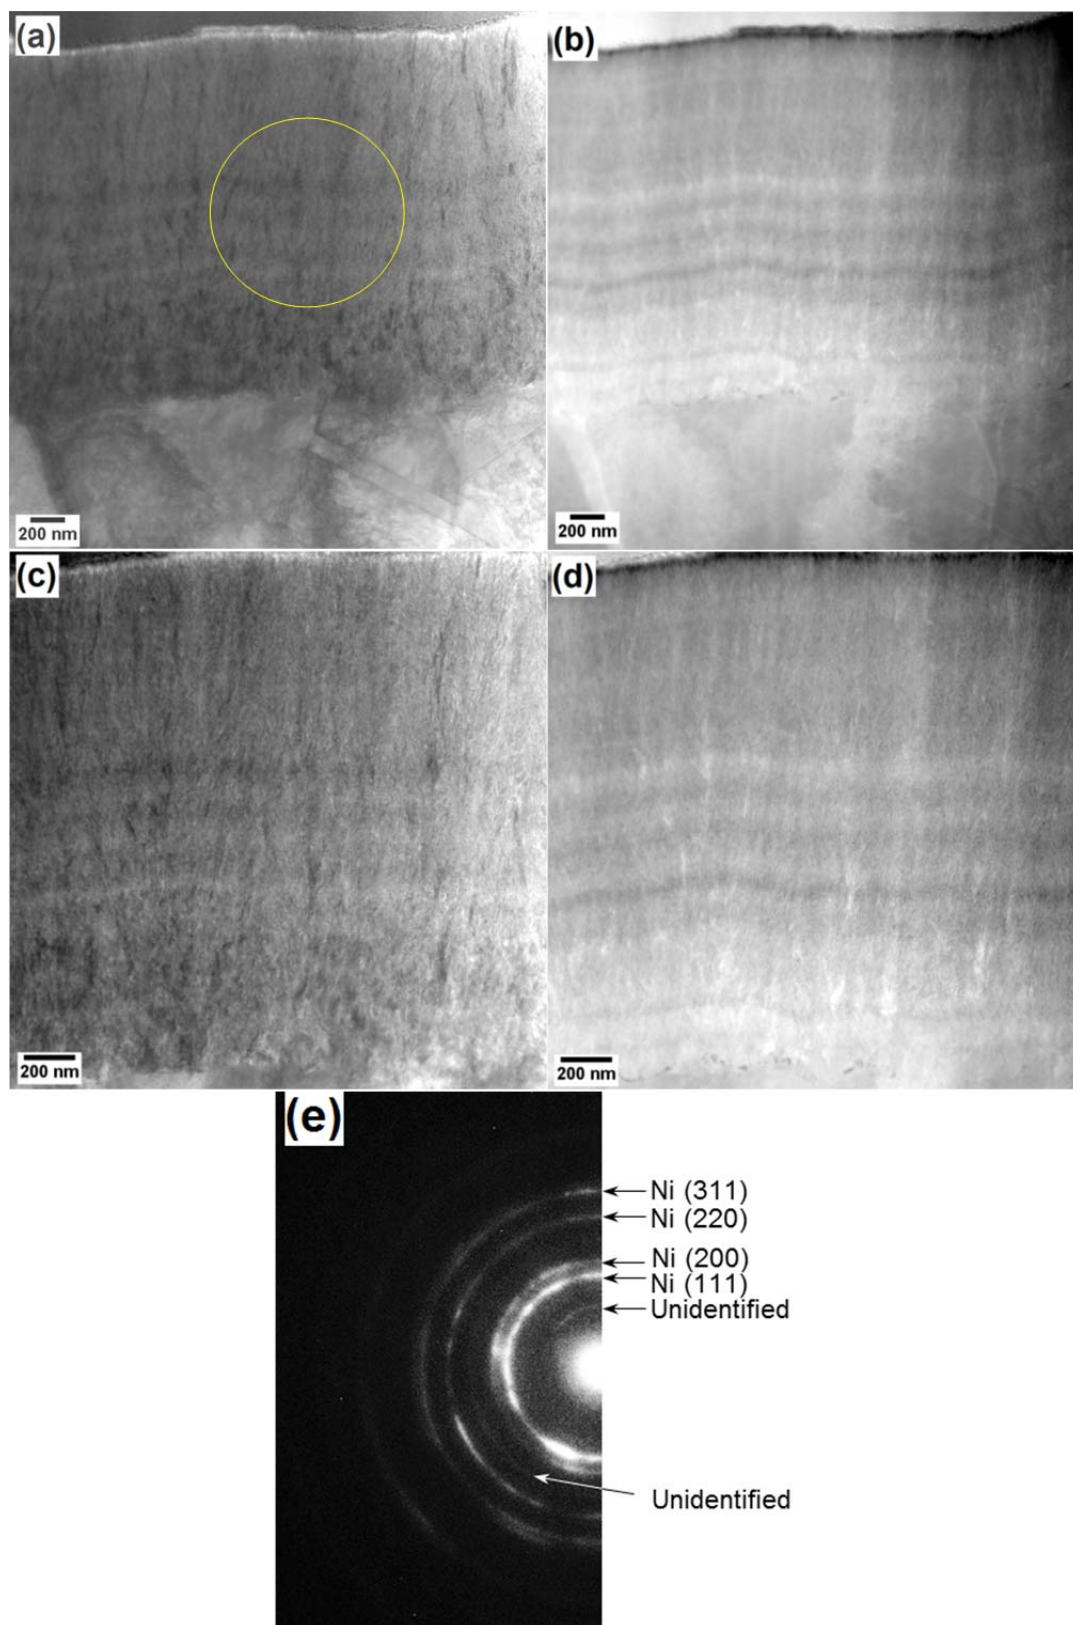 (a)
(b)
200 nm
200 nm
(c)
(d)
200 nm
200 nm
(e)
Ni (311)
Ni (220)
Ni (200)
Ni (111)
Unidentified
Unidentified